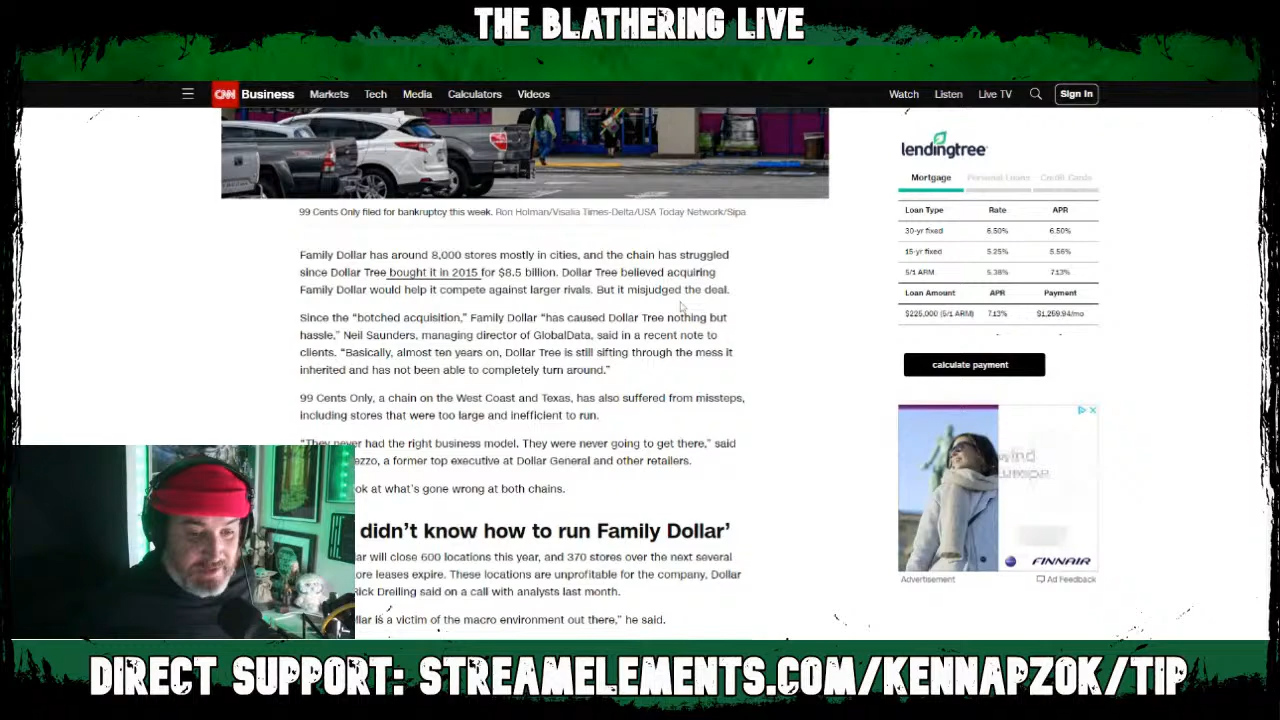 THE BLATHERING LIVE
CNN Business Markets Tech Media Calculators Videos Watch Listen Live TV Sign In
99 Cents Only filed for bankruptcy this week. Ron Holman/Visalia Times-Delta/USA Today Network/Sipa
Family Dollar has around 8,000 stores mostly in cities, and the chain has struggled
since Dollar Tree bought it in 2015 for $8.5 billion. Dollar Tree believed acquiring
Family Dollar would help it compete against larger rivals. But it misjudged the deal.
Since the “botched acquisition,” Family Dollar “has caused Dollar Tree nothing but
hassle,” Neil Saunders, managing director of GlobalData, said in a recent note to
clients. “Basically, almost ten years on, Dollar Tree is still sifting through the mess it
inherited and has not been able to completely turn around.”
99 Cents Only, a chain on the West Coast and Texas, has also suffered from missteps,
including stores that were too large and inefficient to run.
“They never had the right business model. They were never going to get there,” said
ezzo, a former top executive at Dollar General and other retailers.
ok at what’s gone wrong at both chains.
didn’t know how to run Family Dollar’
lar will close 600 locations this year, and 370 stores over the next several
ore leases expire. These locations are unprofitable for the company, Dollar
Rick Dreiling said on a call with analysts last month.
llar is a victim of the macro environment out there,” he said.
lendingtree
Mortgage Personal Loans Credit Cards
Loan Type Rate APR
30-yr fixed 6.50% 6.50%
15-yr fixed 5.25% 5.56%
5/1 ARM 5.38% 7.13%
Loan Amount APR Payment
$225,000 (5/1 ARM) 7.13% $1,259.94/mo
calculate payment
FINNAIR
Advertisement Ad Feedback
DIRECT SUPPORT: STREAMELEMENTS.COM/KENNAPZOK/TIP